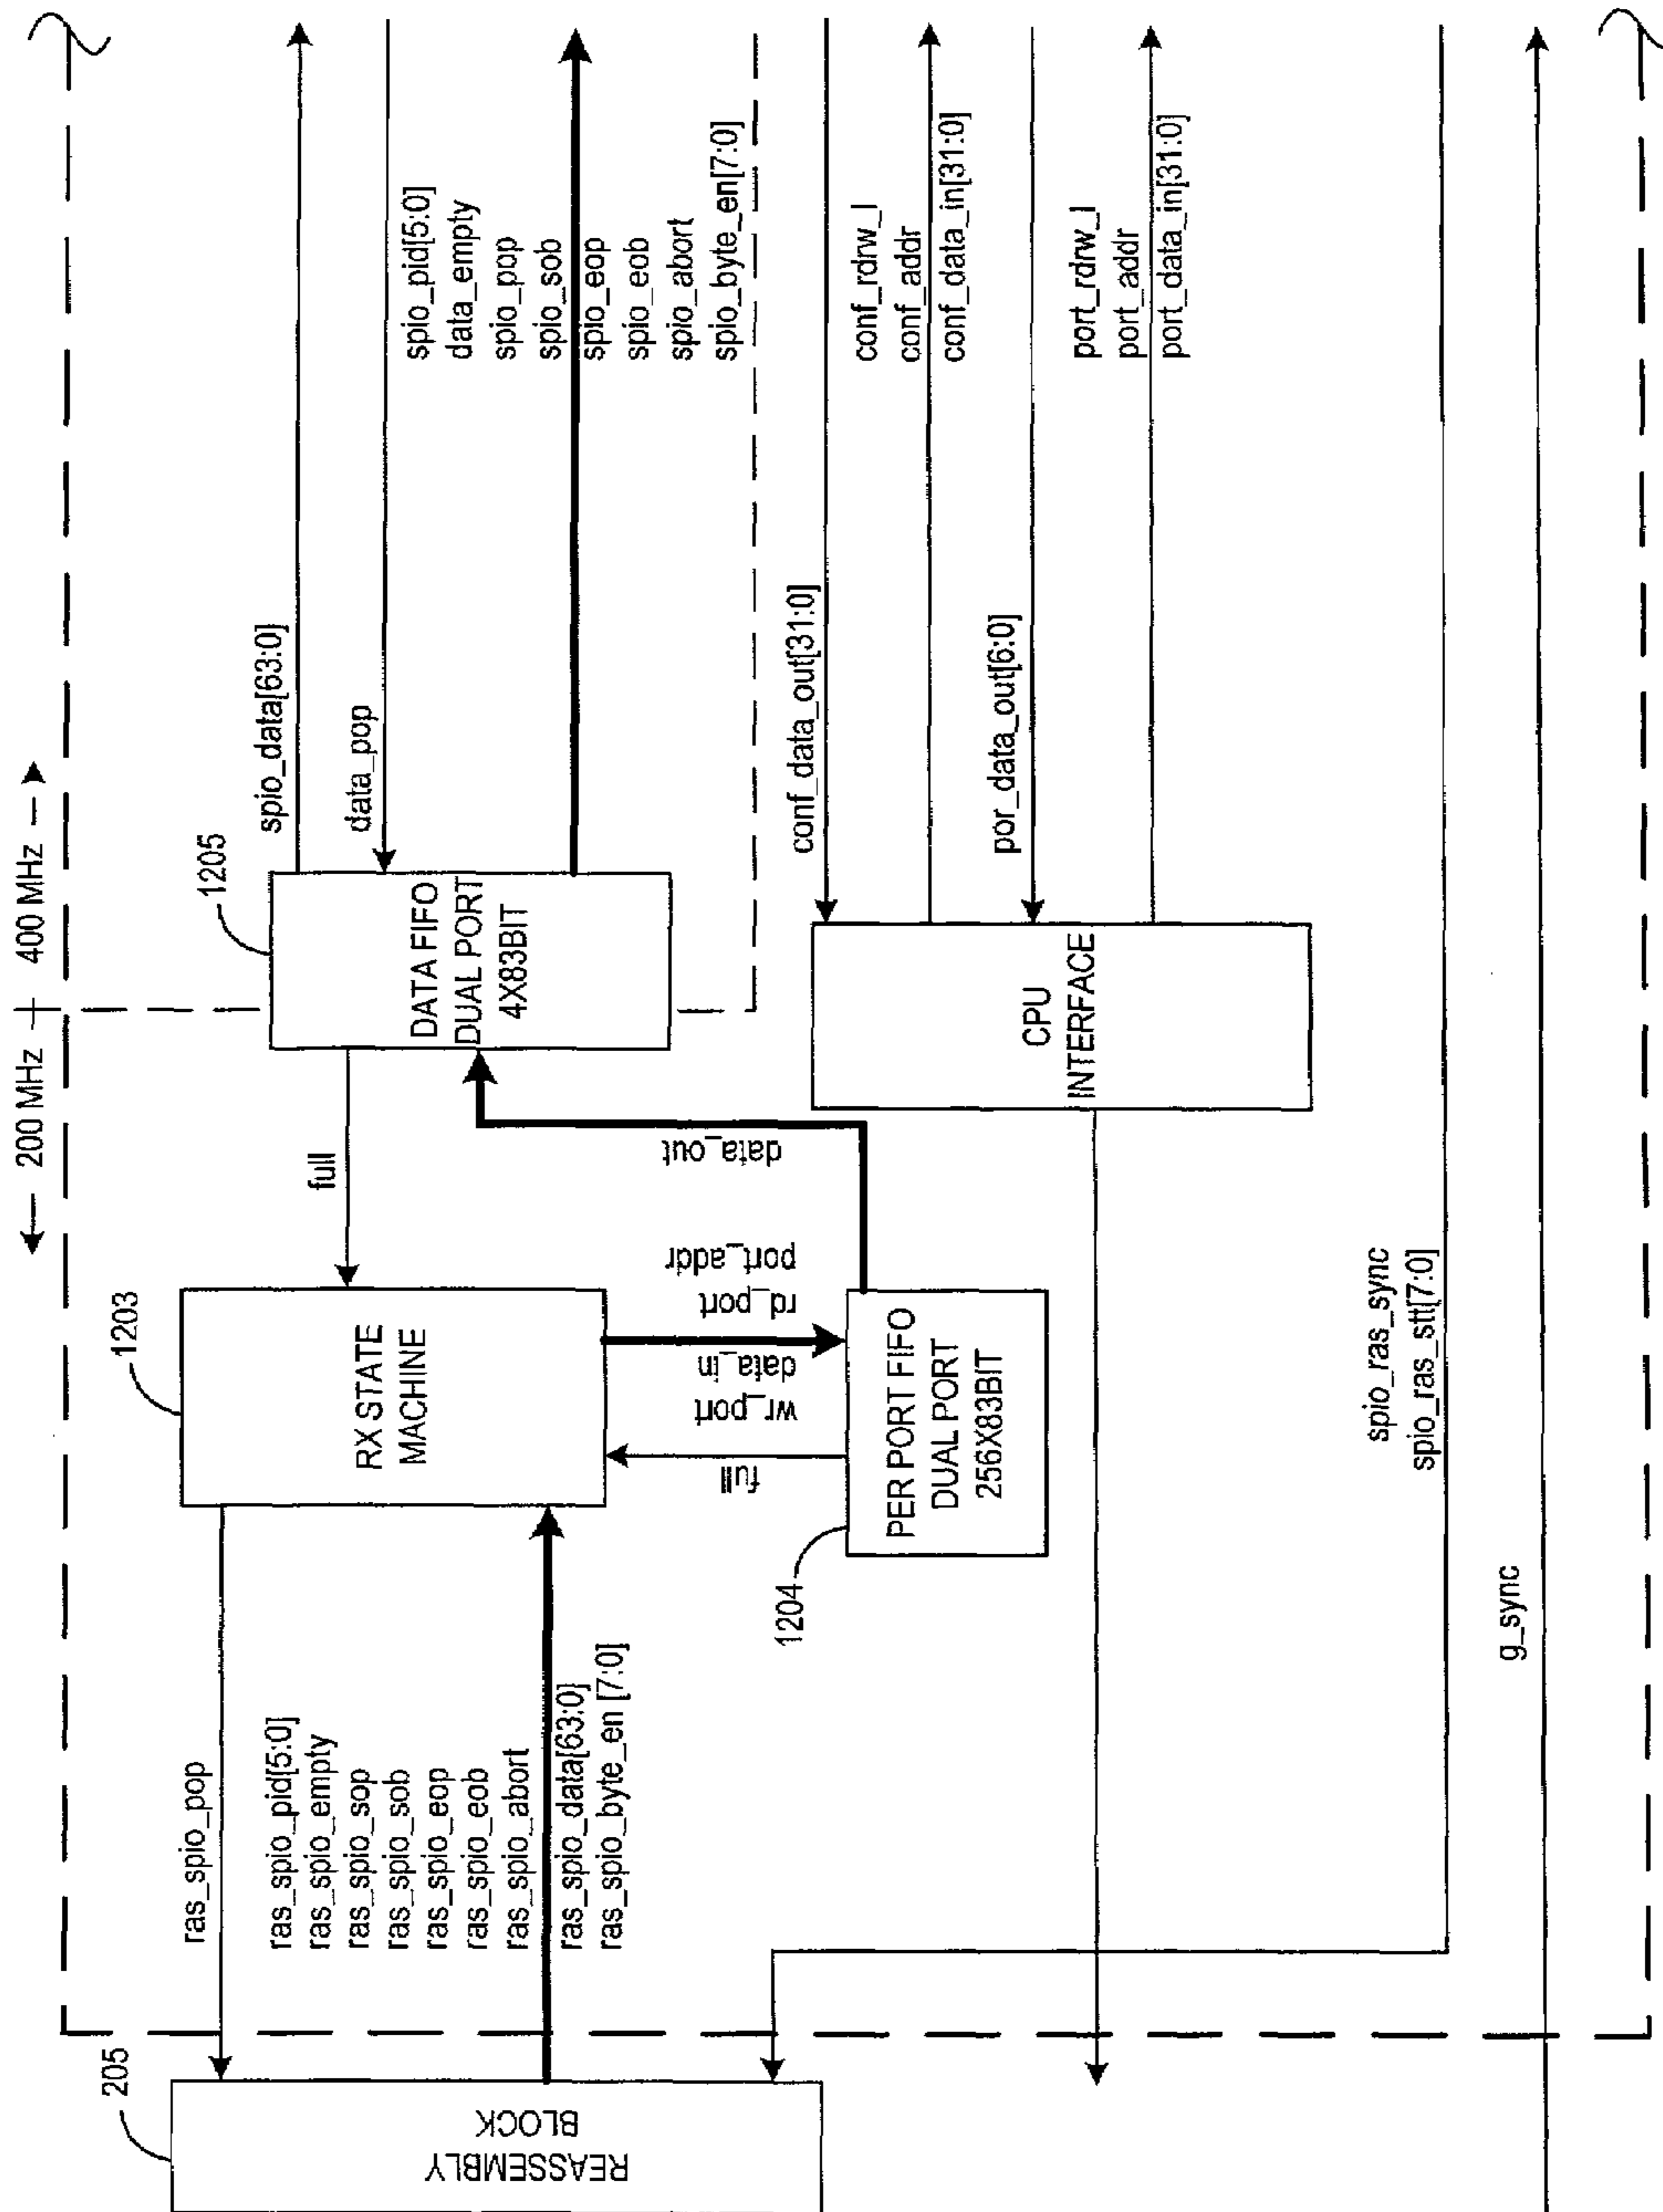 ← 200 MHz + 400 MHz →
205
REASSEMBLY
BLOCK
ras_spio_pop
ras_spio_pid[5:0]
ras_spio_empty
ras_spio_sop
ras_spio_sob
ras_spio_eop
ras_spio_eob
ras_spio_abort
ras_spio_data[63:0]
ras_spio_byte_en [7:0]
1203
RX STATE
MACHINE
full
full
wr_port
data_in
rd_port
port_addr
1204
PER PORT FIFO
DUAL PORT
256X83BIT
data_out
1205
DATA FIFO
DUAL PORT
4X83BIT
spio_data[63:0]
data_pop
spio_pid[5:0]
data_empty
spio_pop
spio_sob
spio_eop
spio_eob
spio_abort
spio_byte_en[7:0]
CPU
INTERFACE
conf_data_out[31:0]
conf_rdrw_l
conf_addr
conf_data_in[31:0]
por_data_out[6:0]
port_rdrw_l
port_addr
port_data_in[31:0]
spio_ras_sync
spio_ras_stt[7:0]
g_sync